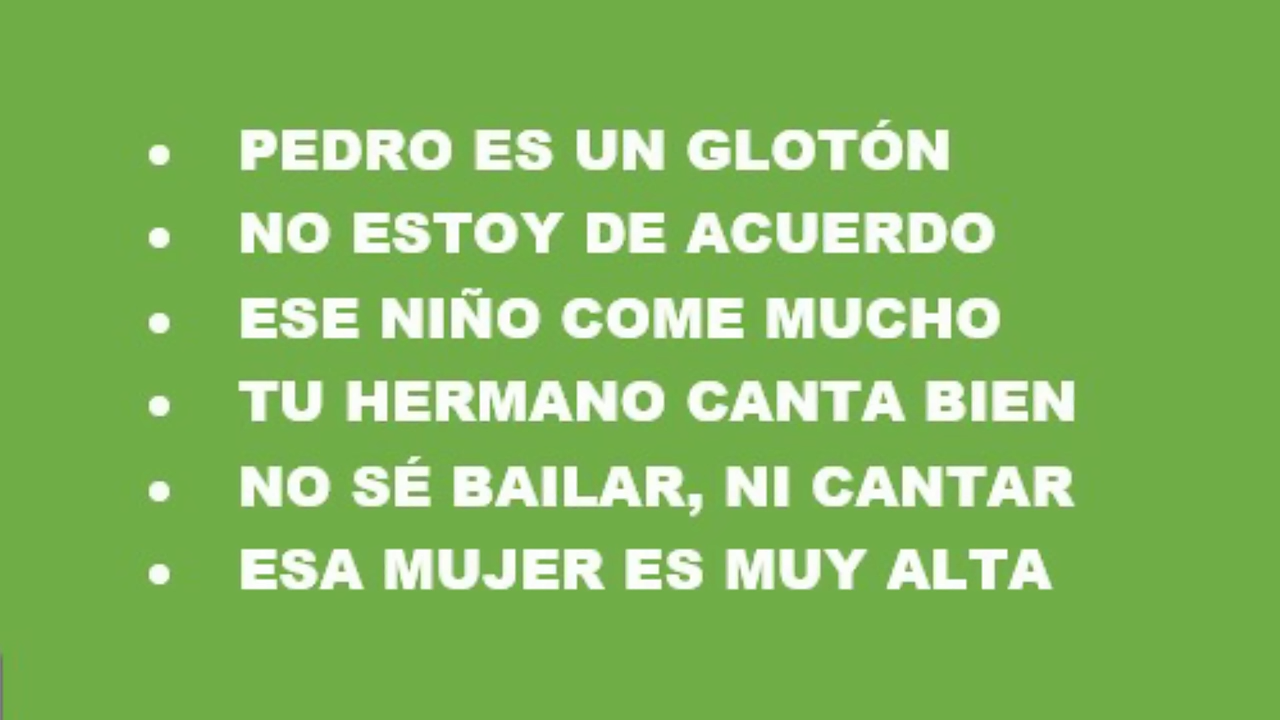 • PEDRO ES UN GLOTÓN
• NO ESTOY DE ACUERDO
• ESE NIÑO COME MUCHO
• TU HERMANO CANTA BIEN
• NO SÉ BAILAR, NI CANTAR
• ESA MUJER ES MUY ALTA